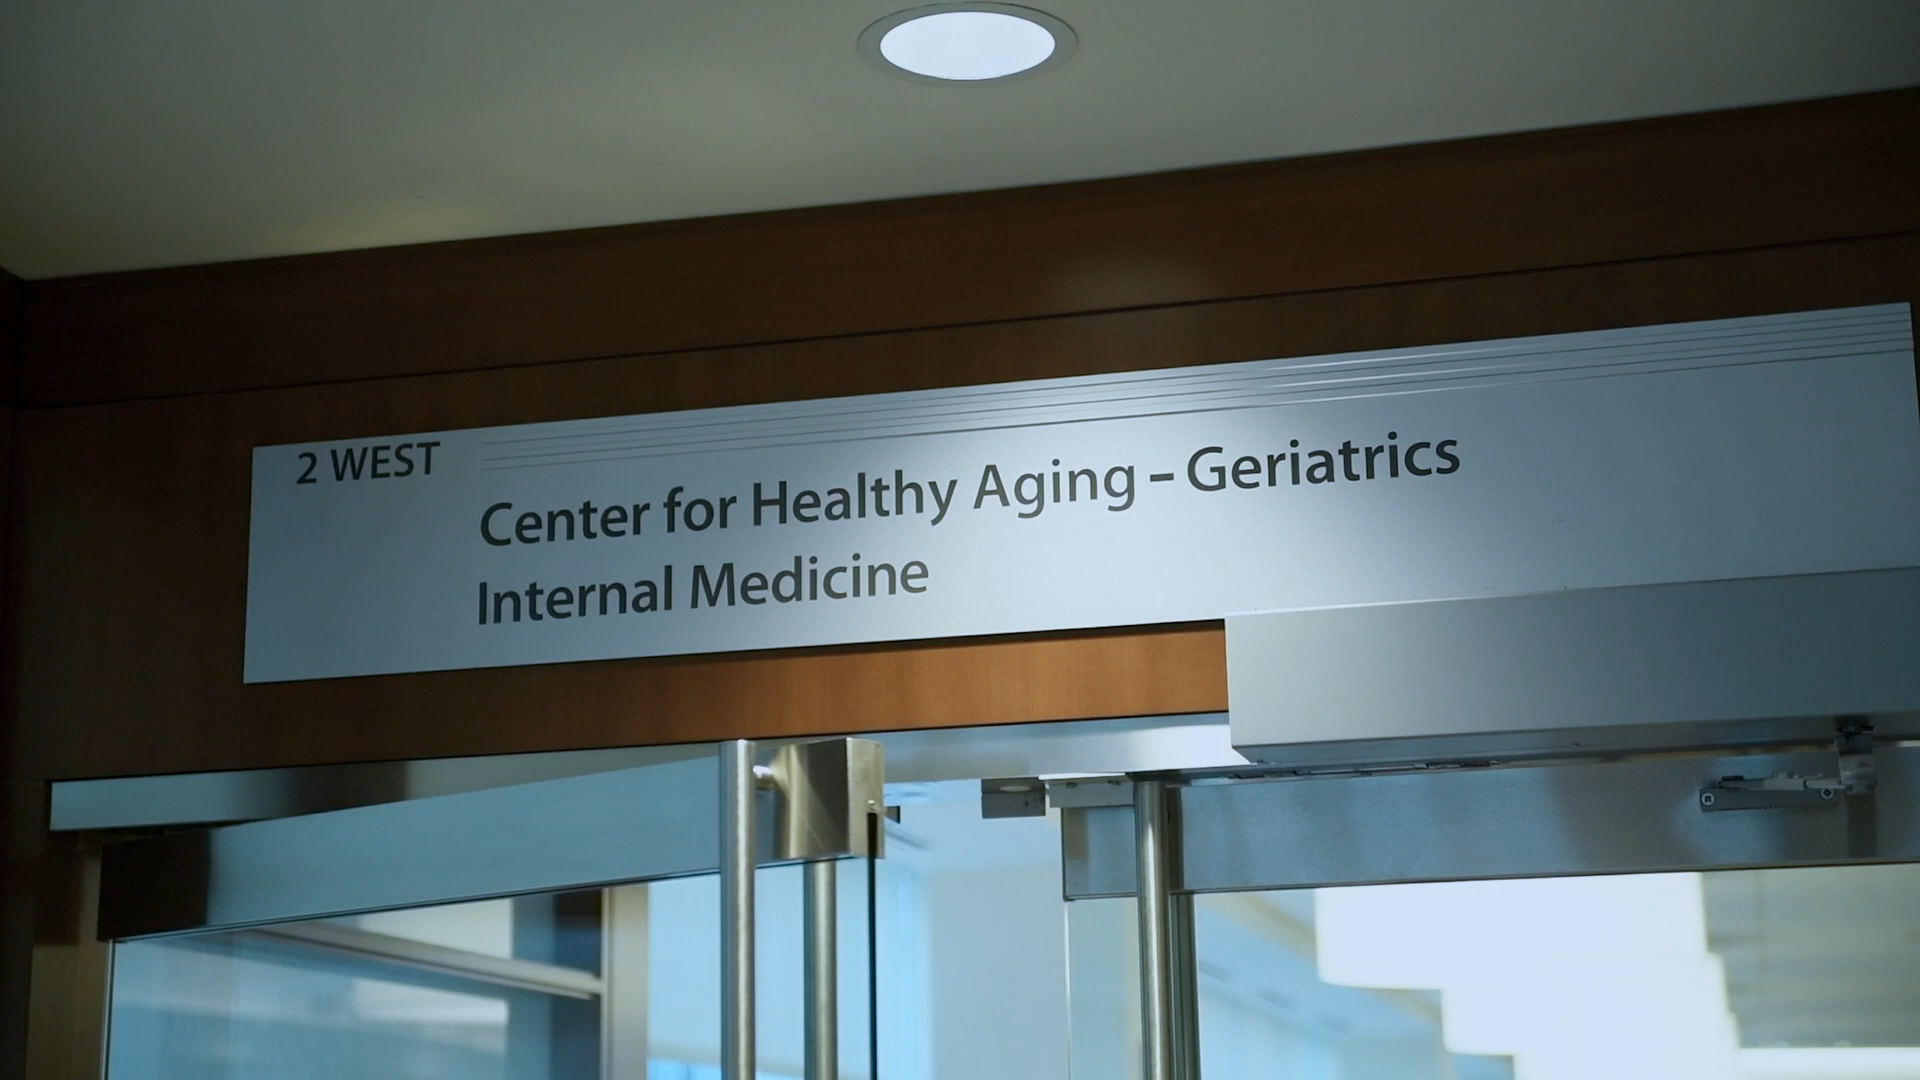 2 WEST
Center for Healthy Aging – Geriatrics
Internal Medicine